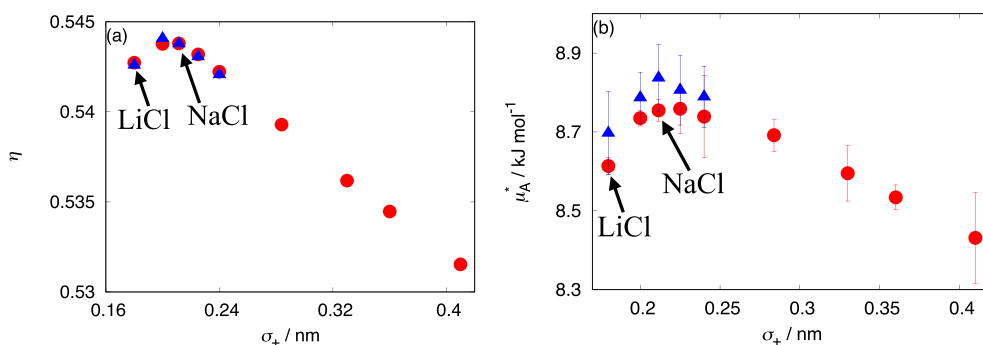 (a)
0.545
0.54
0.535
0.53
η
0.16
0.24
0.32
0.4
σ₊ / nm
LiCl
NaCl
(b)
8.9
8.7
8.5
8.3
μ*A / kJ mol⁻¹
0.2
0.25
0.3
0.35
0.4
σ₊ / nm
NaCl
LiCl